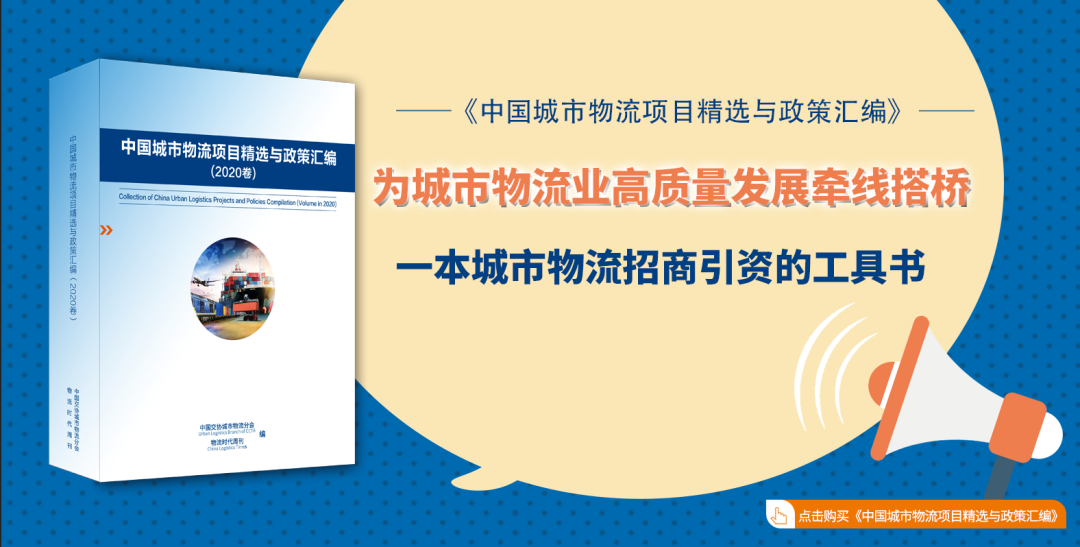 《中国城市物流项目精选与政策汇编》
为城市物流业高质量发展牵线搭桥
一本城市物流招商引资的工具书
中国城市物流项目精选与政策汇编
(2020卷)
Collection of China Urban Logistics Projects and Policies Compilation (Volume in 2020)
中国城市物流项目精选与政策汇编(2020卷)
中国交协城市物流分会
物流时代周刊
中国交协城市物流分会
Urban Logistics Branch of CCTA
物流时代周刊
China Logistics Times
编
点击购买《中国城市物流项目精选与政策汇编》